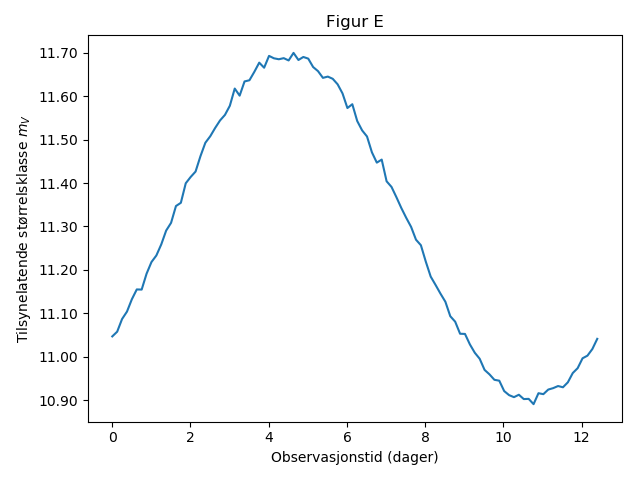 Figur E
Tilsynelatende størrelsklasse m_V
11.70
11.60
11.50
11.40
11.30
11.20
11.10
11.00
10.90
0 2 4 6 8 10 12
Observasjonstid (dager)